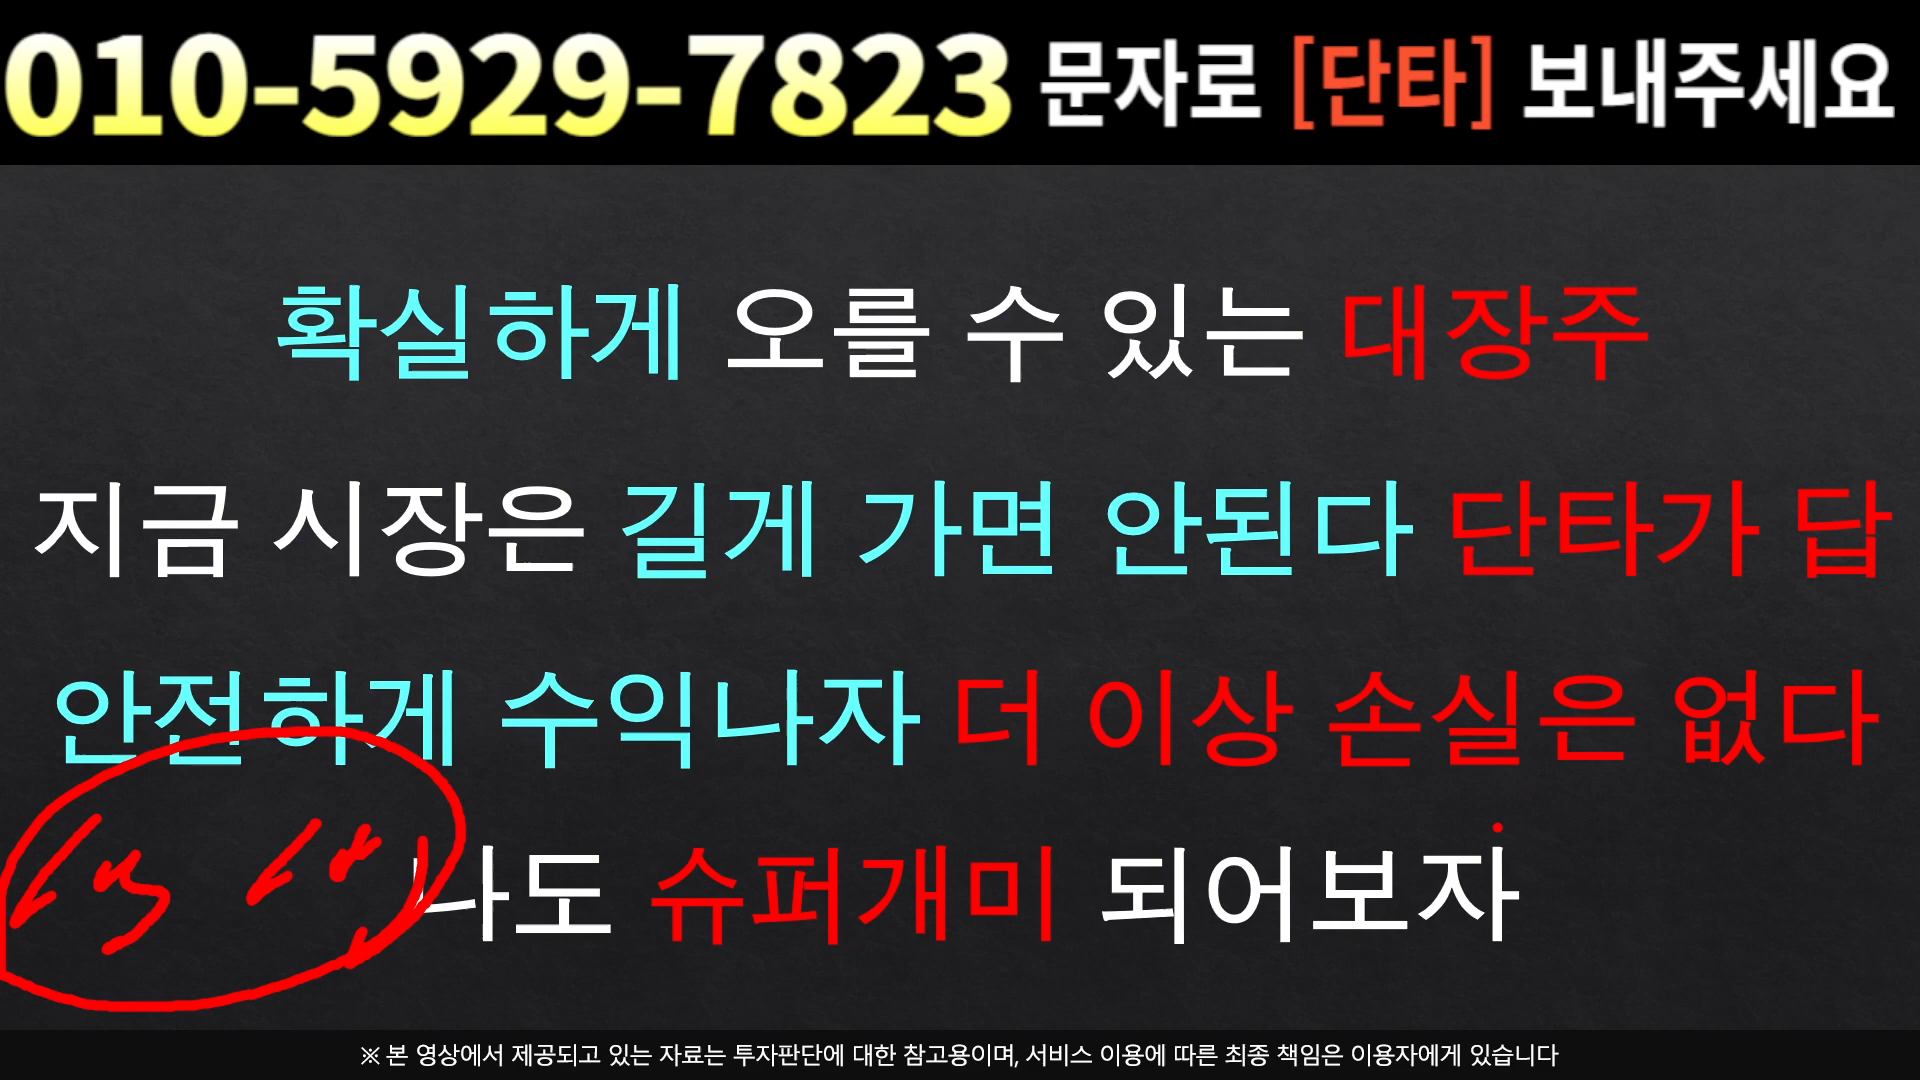 010-5929-7823 문자로 [단타] 보내주세요
확실하게 오를 수 있는 대장주
지금 시장은 길게 가면 안된다 단타가 답
안전하게 수익나자 더 이상 손실은 없다
나도 슈퍼개미 되어보자
※ 본 영상에서 제공되고 있는 자료는 투자판단에 대한 참고용이며, 서비스 이용에 따른 최종 책임은 이용자에게 있습니다